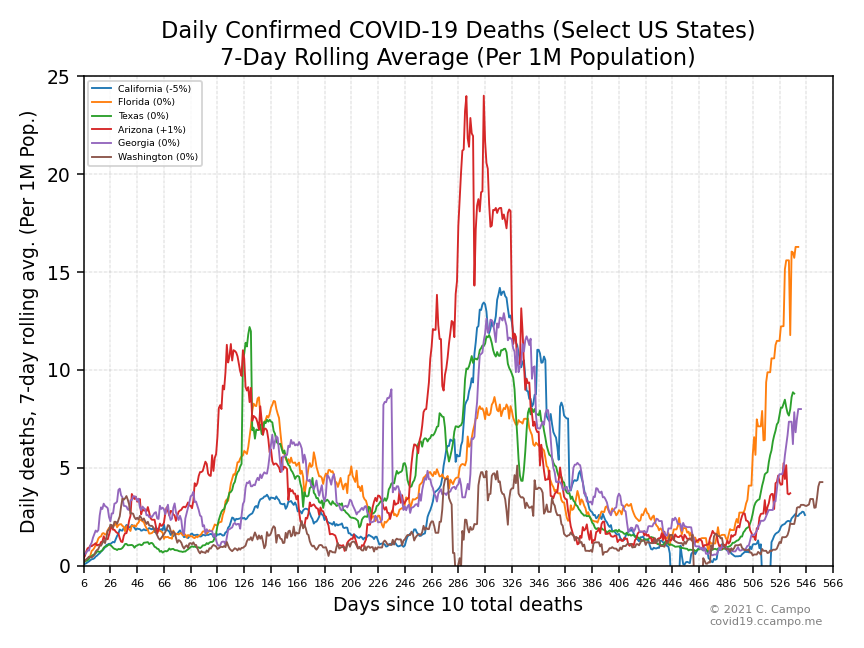 Daily Confirmed COVID-19 Deaths (Select US States)
7-Day Rolling Average (Per 1M Population)
Daily deaths, 7-day rolling avg. (Per 1M Pop.)
25
20
15
10
5
0
California (-5%)
Florida (0%)
Texas (0%)
Arizona (+1%)
Georgia (0%)
Washington (0%)
6 26 46 66 86 106 126 146 166 186 206 226 246 266 286 306 326 346 366 386 406 426 446 466 486 506 526 546 566
Days since 10 total deaths
© 2021 C. Campo
covid19.ccampo.me